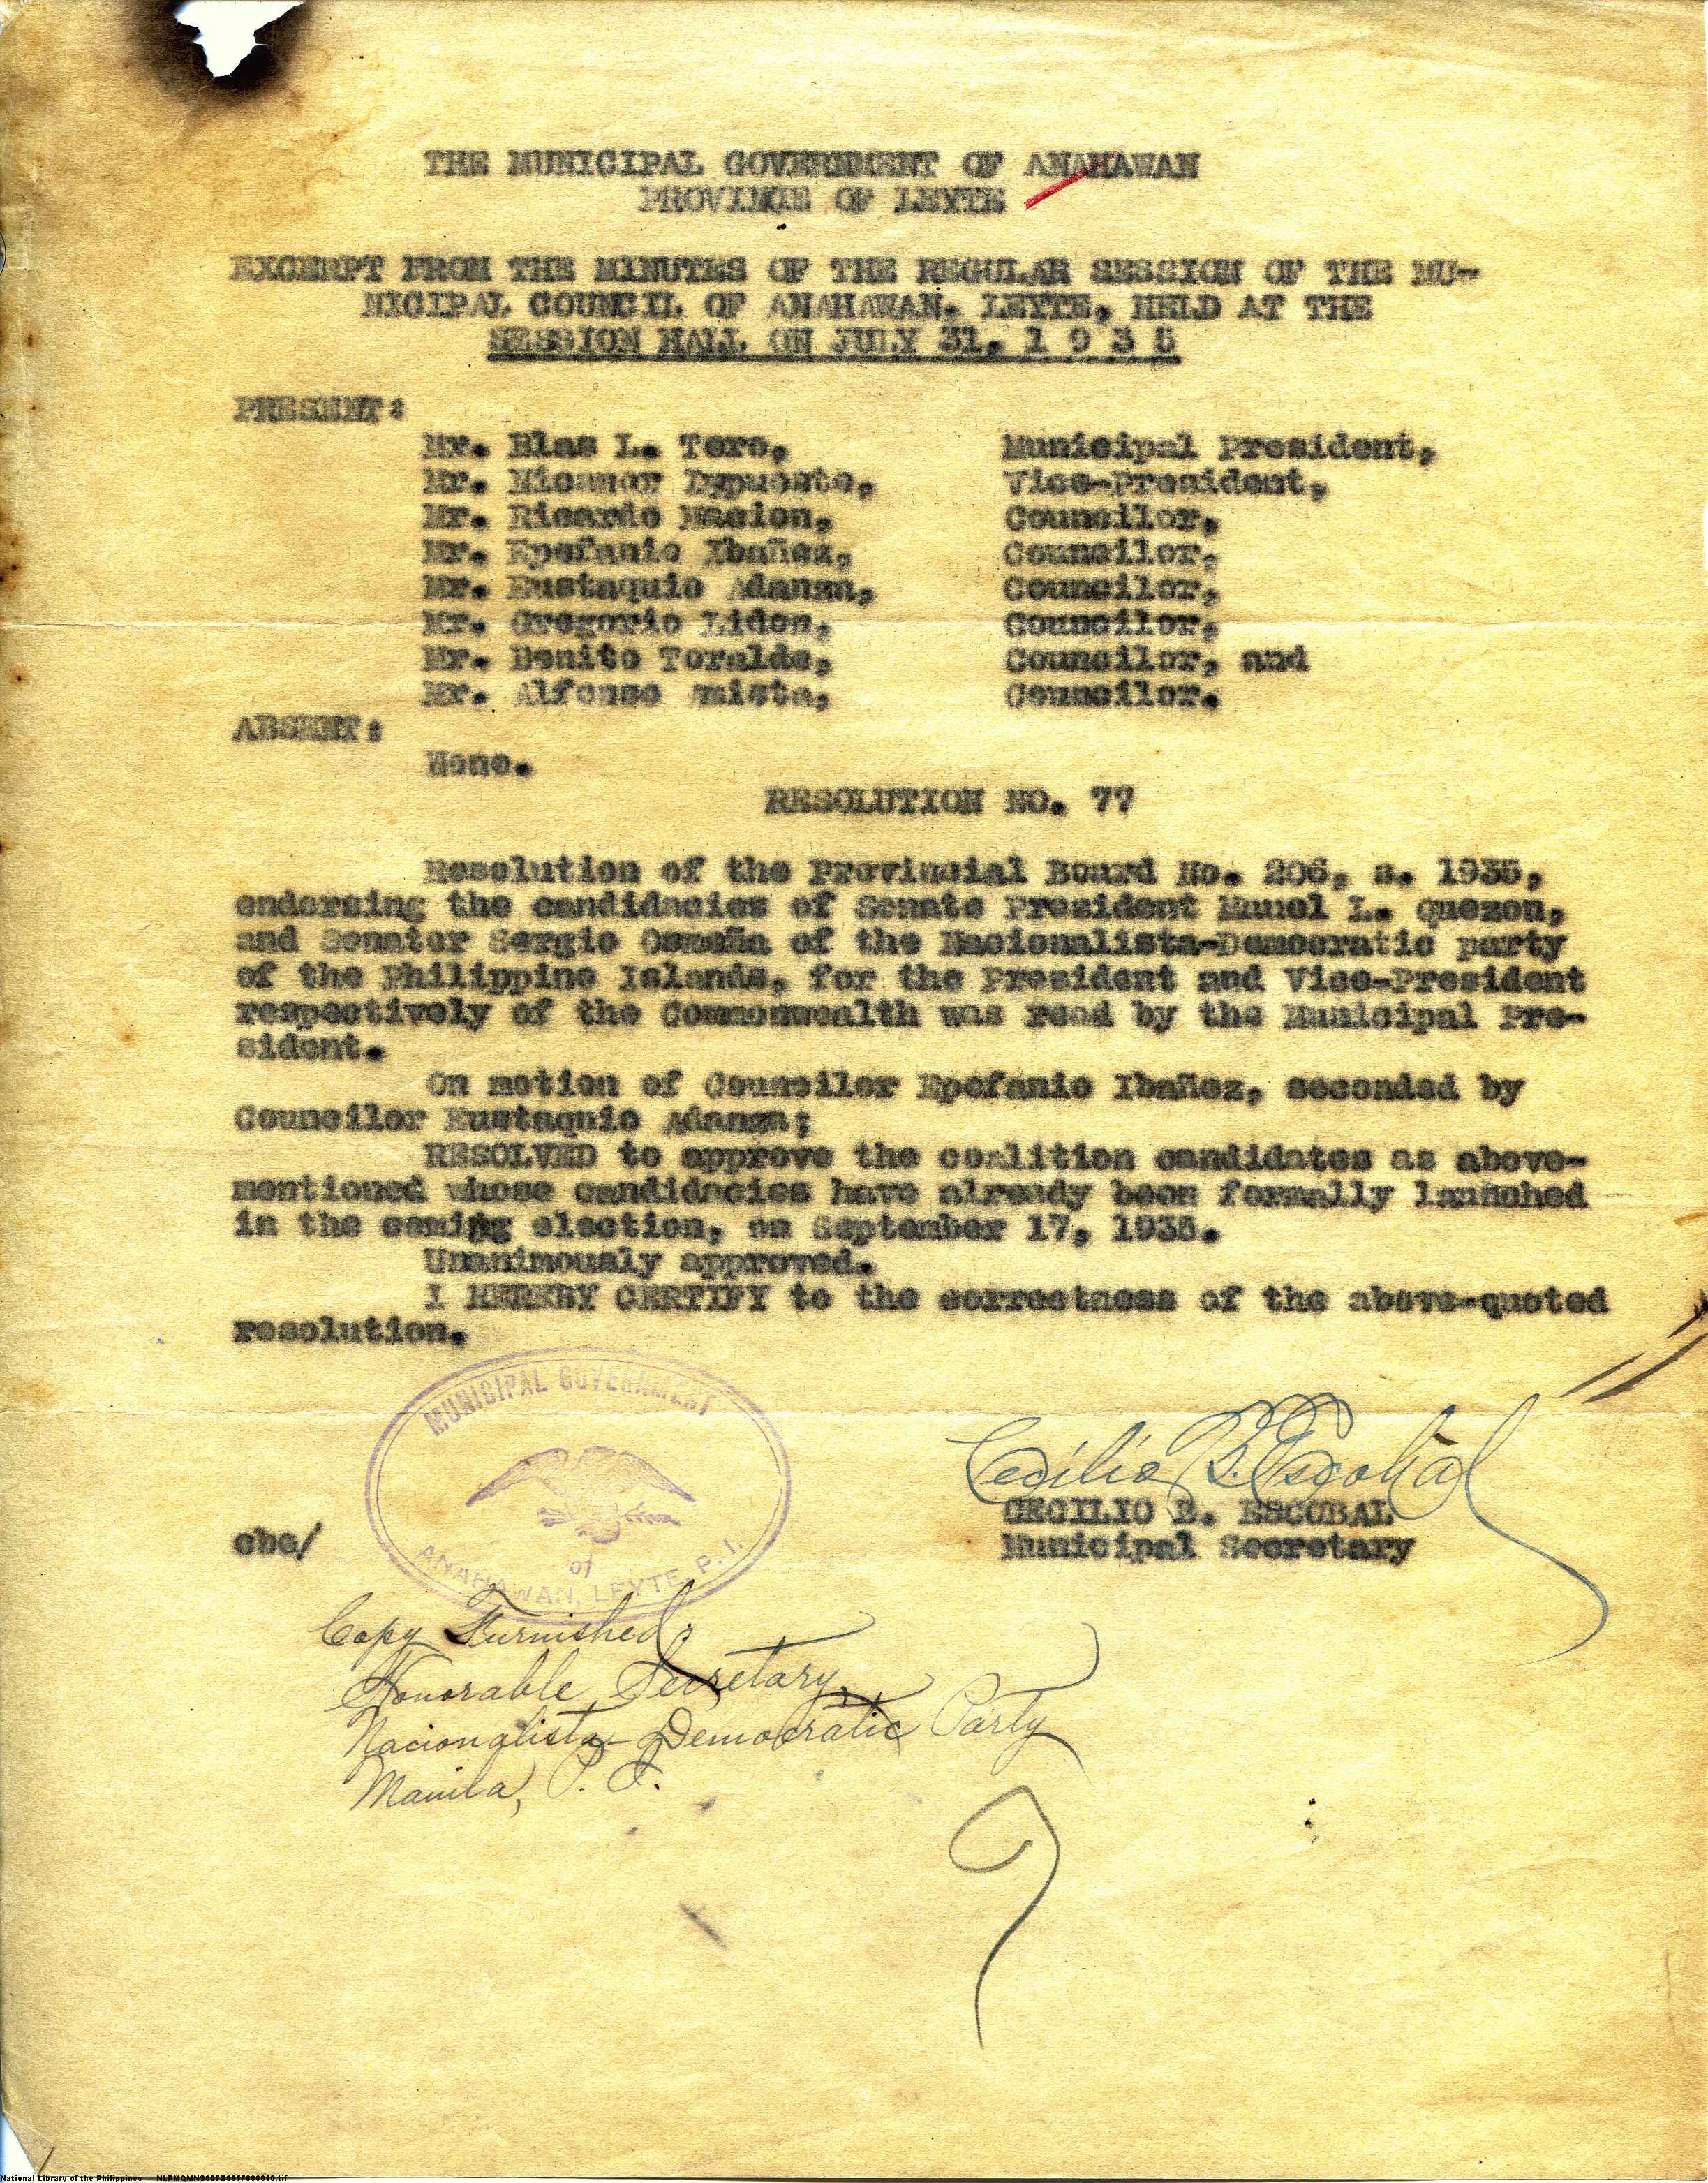 THE MUNICIPAL GOVERNMENT OF ANAHAWAN
PROVINCE OF LEYTE
EXCERPT FROM THE MINUTES OF THE REGULAR SESSION OF THE MU-
NICIPAL COUNCIL OF ANAHAWAN, LEYTE, HELD AT THE
SESSION HALL ON JULY 31, 1 9 3 5
PRESENT:
Mr. Blas L. Tero, Municipal President,
Mr. Nicanor Vice-President,
Mr. Ricardo Macion, Councilor,
Mr. Epefanio Ibañez, Councilor,
Mr. Eustaquio Adanza, Councilor,
Mr. Gregorio Lidon, Councilor,
Mr. Benito Toralde, Councilor, and
Mr. Alfonso Councilor.
ABSENT:
None.
RESOLUTION NO. 77
Resolution of the Provincial Board No. 206, s. 1935,
endorsing the candidacies of Senate President Manuel L. Quezon,
and Senator Sergio Osmeña of the Nacionalista-Democratic party
of the Philippine Islands, for the President and Vice-President
respectively of the Commonwealth was read by the Municipal Pre-
sident.
On motion of Councilor Epefanio Ibañez, seconded by
Councilor Eustaquio Adanza;
RESOLVED to approve the coalition candidates as above-
mentioned whose candidacies have already been formally launched
in the coming election, on September 17, 1935.
Unanimously approved.
I HEREBY CERTIFY to the correctness of the above-quoted
resolution.
MUNICIPAL GOVERNMENT
of
ANAHAWAN, LEYTE, P. I.
Cecilio B. Escobal
CECILIO B. ESCOBAL
Municipal Secretary
cbe/
Copy Furnished:
Honorable Secretary,
Nacionalista-Democratic Party
Manila, P. I.
National Library of the Philippines